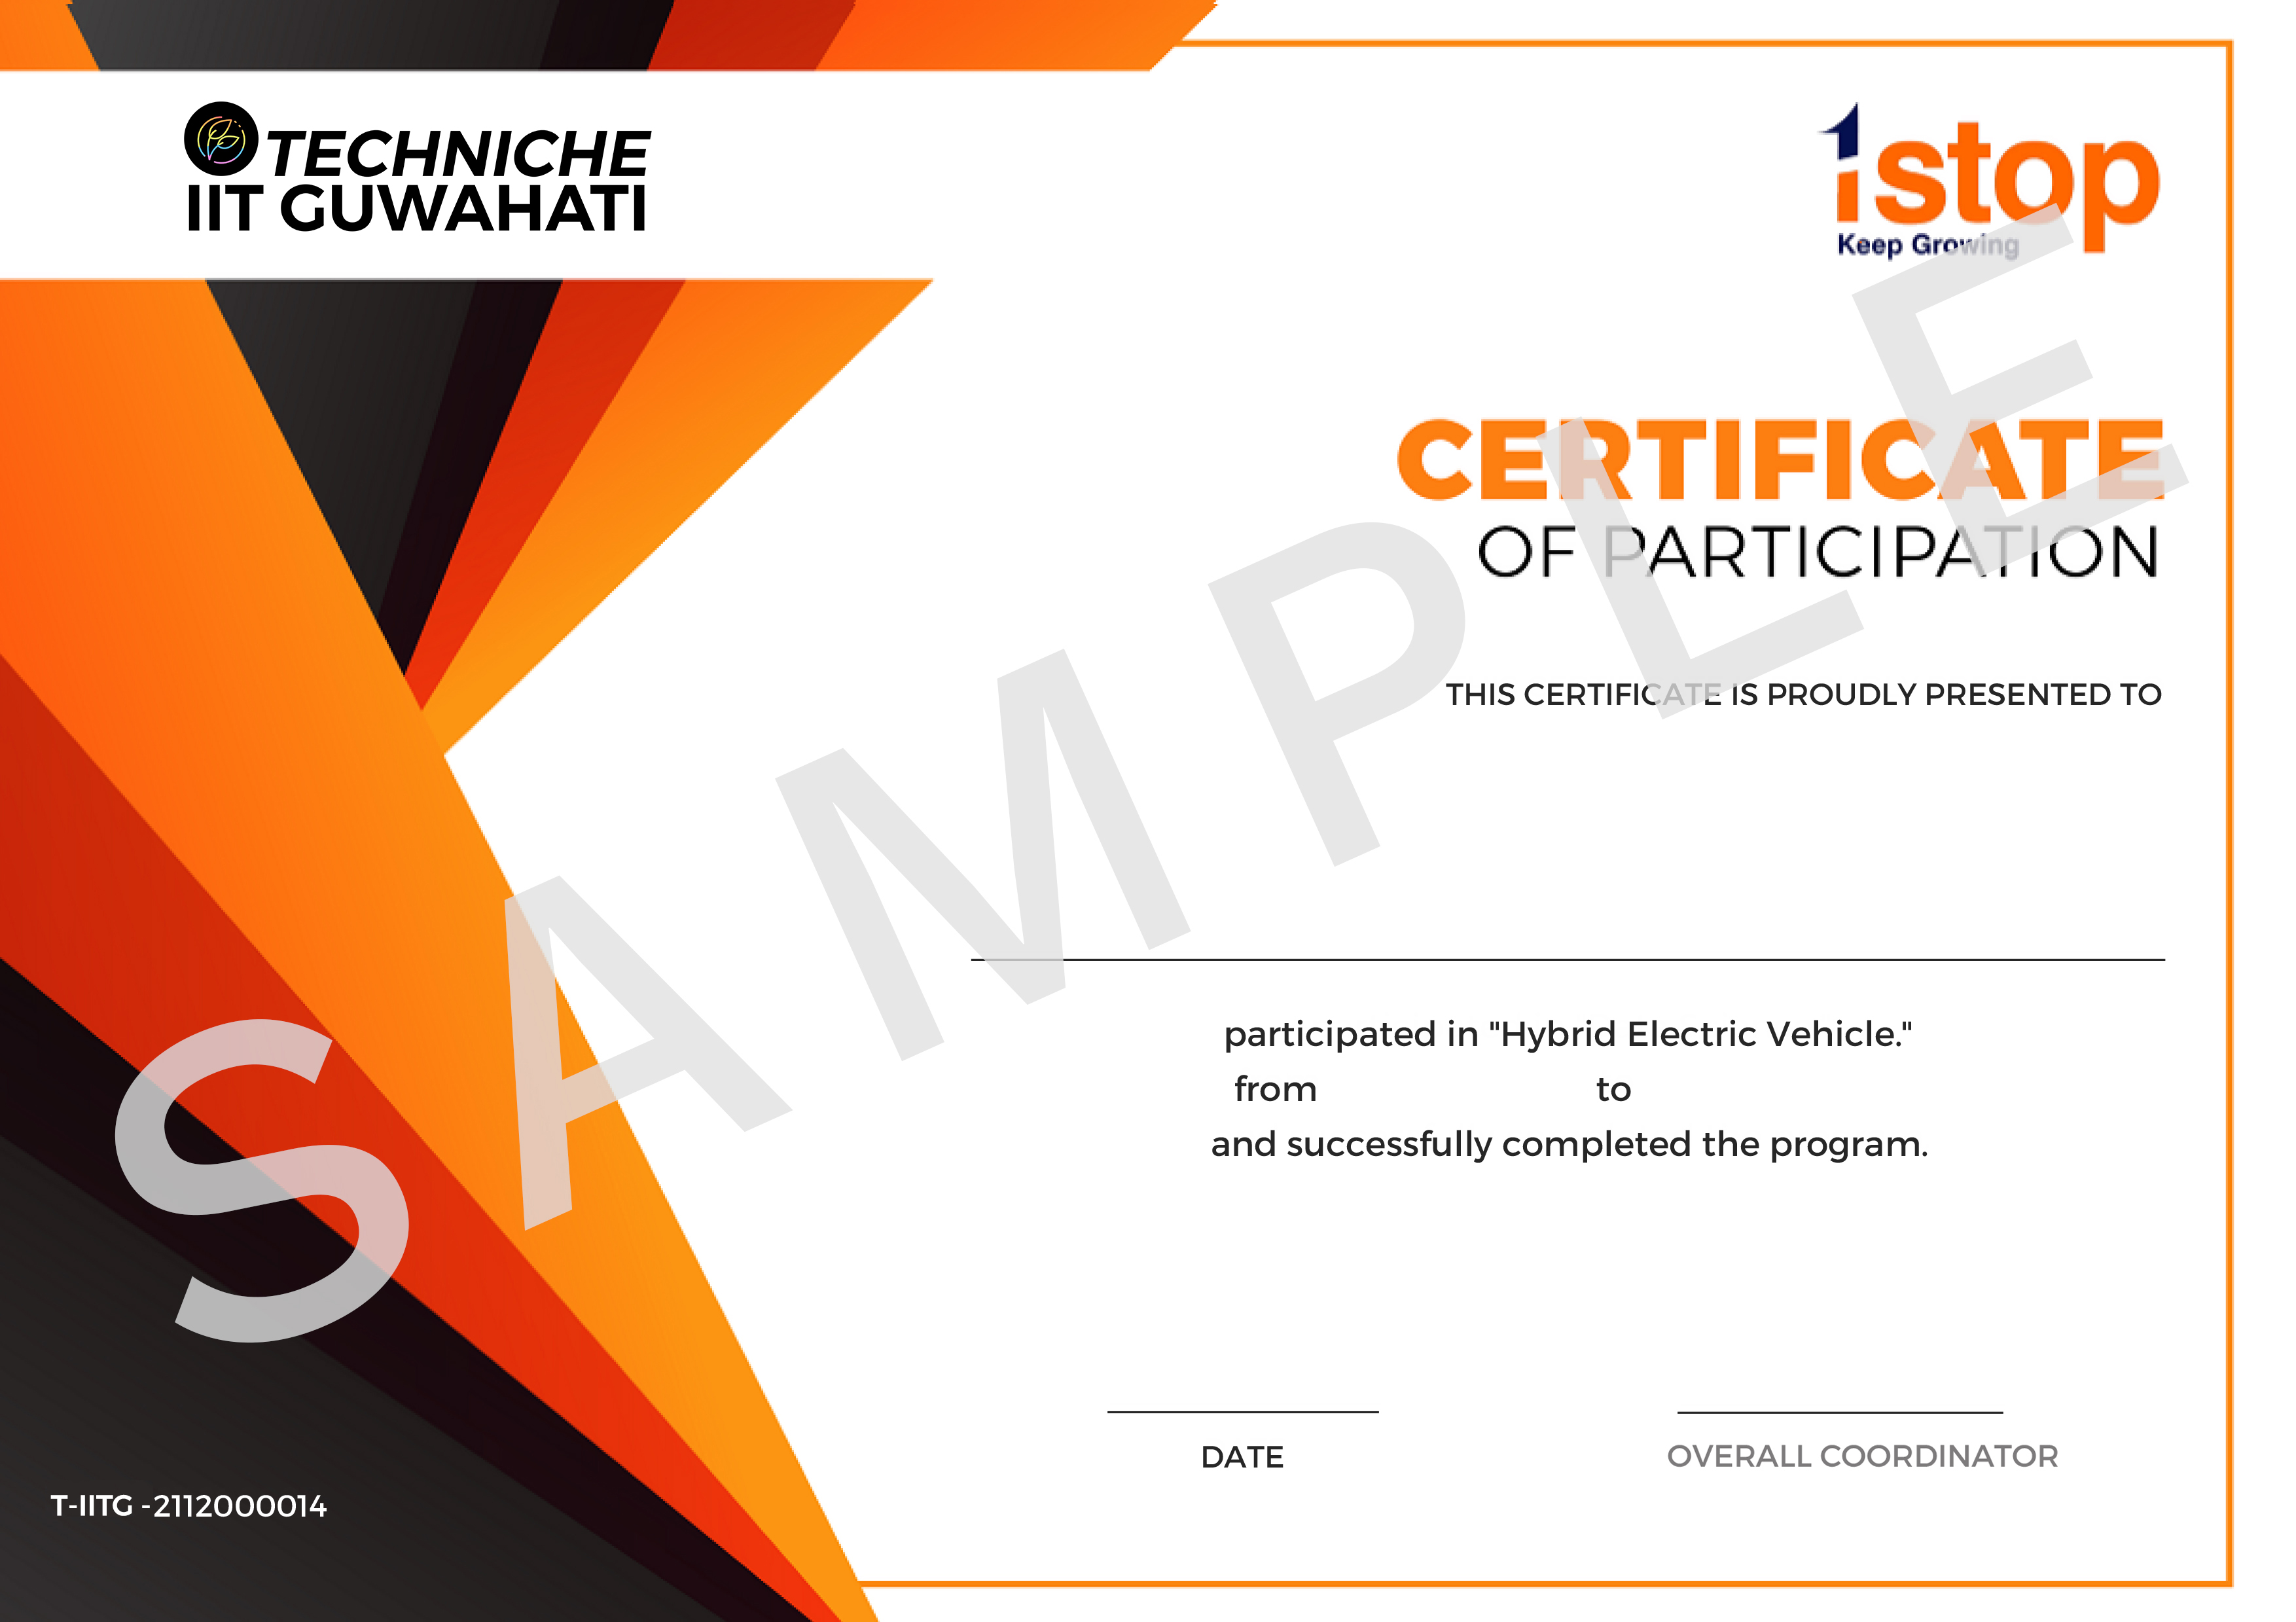 TECHNICHE
IIT GUWAHATI
1stop
Keep Growing
CERTIFICATE
OF PARTICIPATION
THIS CERTIFICATE IS PROUDLY PRESENTED TO
participated in "Hybrid Electric Vehicle."
from to
and successfully completed the program.
DATE
OVERALL COORDINATOR
T-IITG -2112000014
SAMPLE